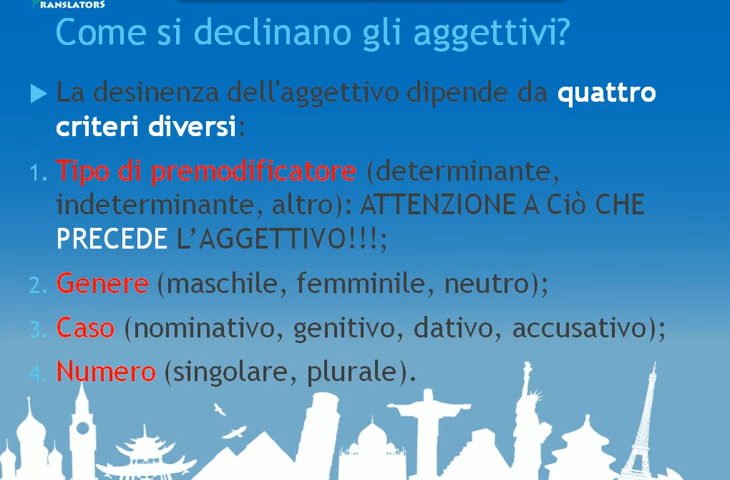 TRANSLATORS
Come si declinano gli aggettivi?
La desinenza dell'aggettivo dipende da quattro
criteri diversi:
1. Tipo di premodificatore (determinante,
indeterminante, altro): ATTENZIONE A Ciò CHE
PRECEDE L'AGGETTIVO!!!;
2. Genere (maschile, femminile, neutro);
3. Caso (nominativo, genitivo, dativo, accusativo);
4. Numero (singolare, plurale).